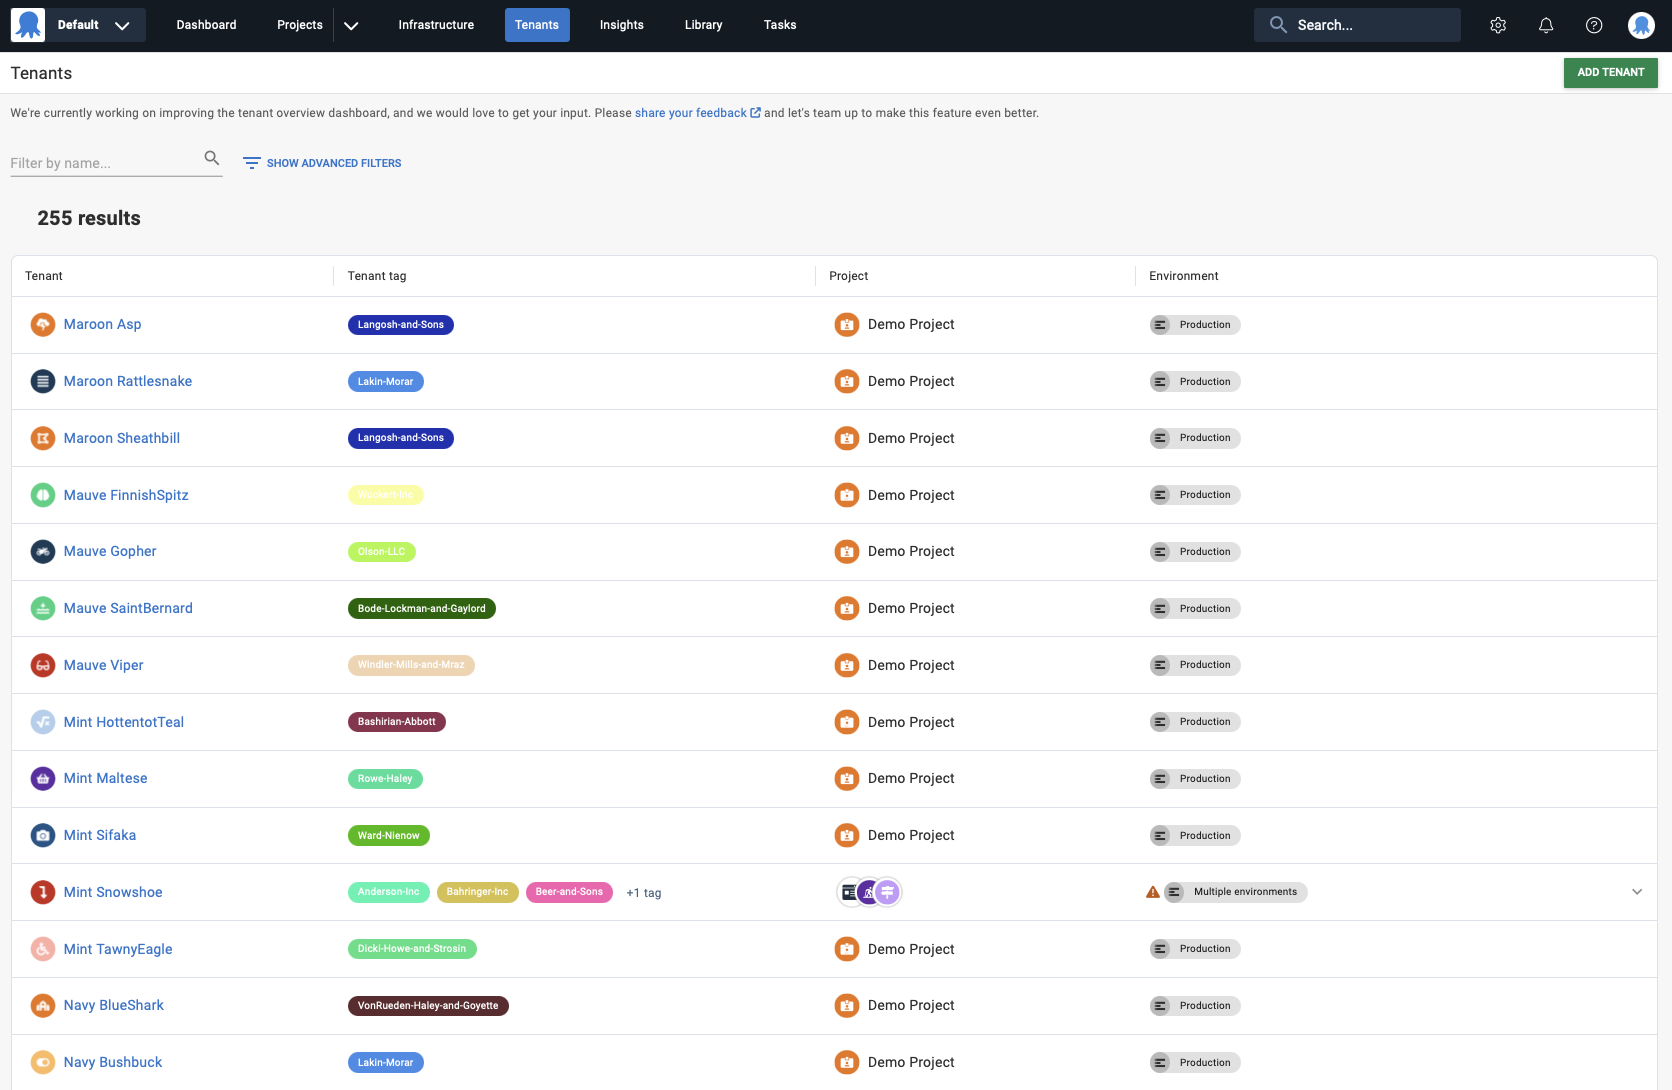 Default Dashboard Projects Infrastructure Tenants Insights Library Tasks Search...
Tenants ADD TENANT
We're currently working on improving the tenant overview dashboard, and we would love to get your input. Please share your feedback and let's team up to make this feature even better.
Filter by name... SHOW ADVANCED FILTERS
255 results
Tenant Tenant tag Project Environment
Maroon Asp Langosh-and-Sons Demo Project Production
Maroon Rattlesnake Lakin-Morar Demo Project Production
Maroon Sheathbill Langosh-and-Sons Demo Project Production
Mauve FinnishSpitz Wuckert-Inc Demo Project Production
Mauve Gopher Olson-LLC Demo Project Production
Mauve SaintBernard Bode-Lockman-and-Gaylord Demo Project Production
Mauve Viper Windler-Mills-and-Mraz Demo Project Production
Mint HottentotTeal Bashirian-Abbott Demo Project Production
Mint Maltese Rowe-Haley Demo Project Production
Mint Sifaka Ward-Nienow Demo Project Production
Mint Snowshoe Anderson-Inc Bahringer-Inc Beer-and-Sons +1 tag Multiple environments
Mint TawnyEagle Dicki-Howe-and-Strosin Demo Project Production
Navy BlueShark VonRueden-Haley-and-Goyette Demo Project Production
Navy Bushbuck Lakin-Morar Demo Project Production